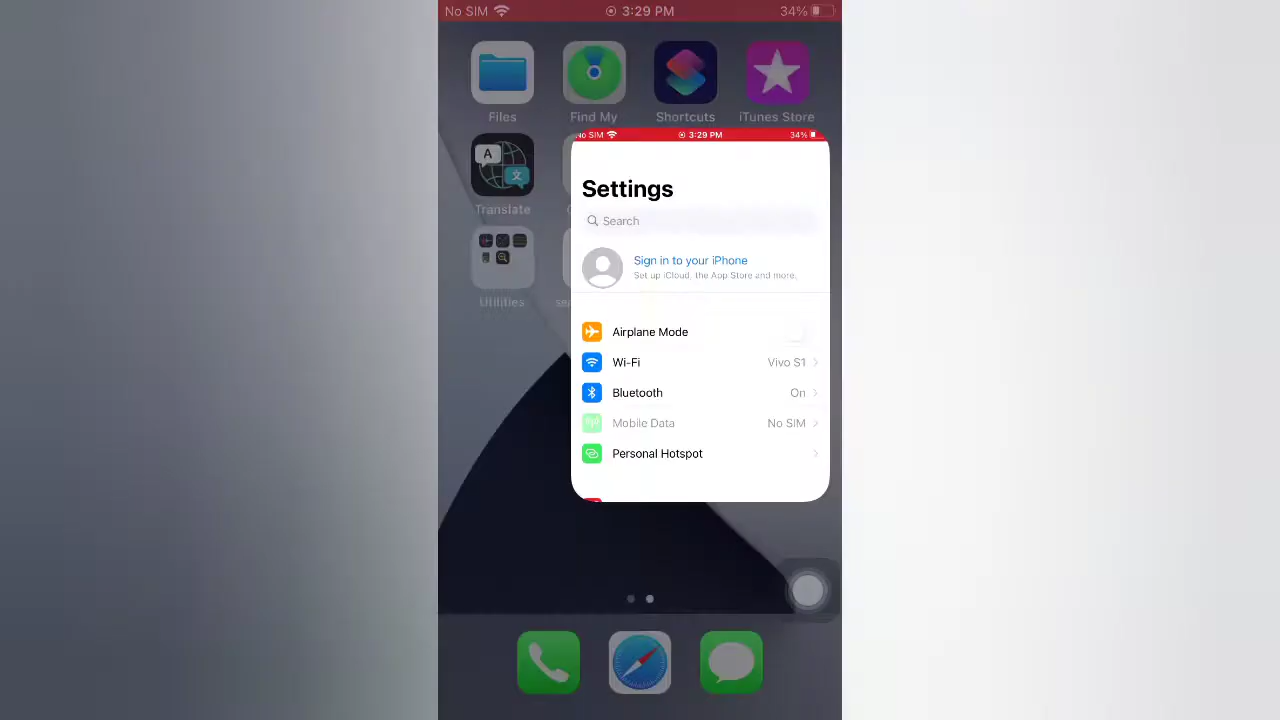 No SIM 3:29 PM 34%
Files Find My Shortcuts iTunes Store
No SIM 3:29 PM 34%
Settings
A
文
Search
Translate
Sign in to your iPhone
Set up iCloud, the App Store and more.
Utilities
Airplane Mode
Wi-Fi Vivo S1
Bluetooth On
Mobile Data No SIM
Personal Hotspot